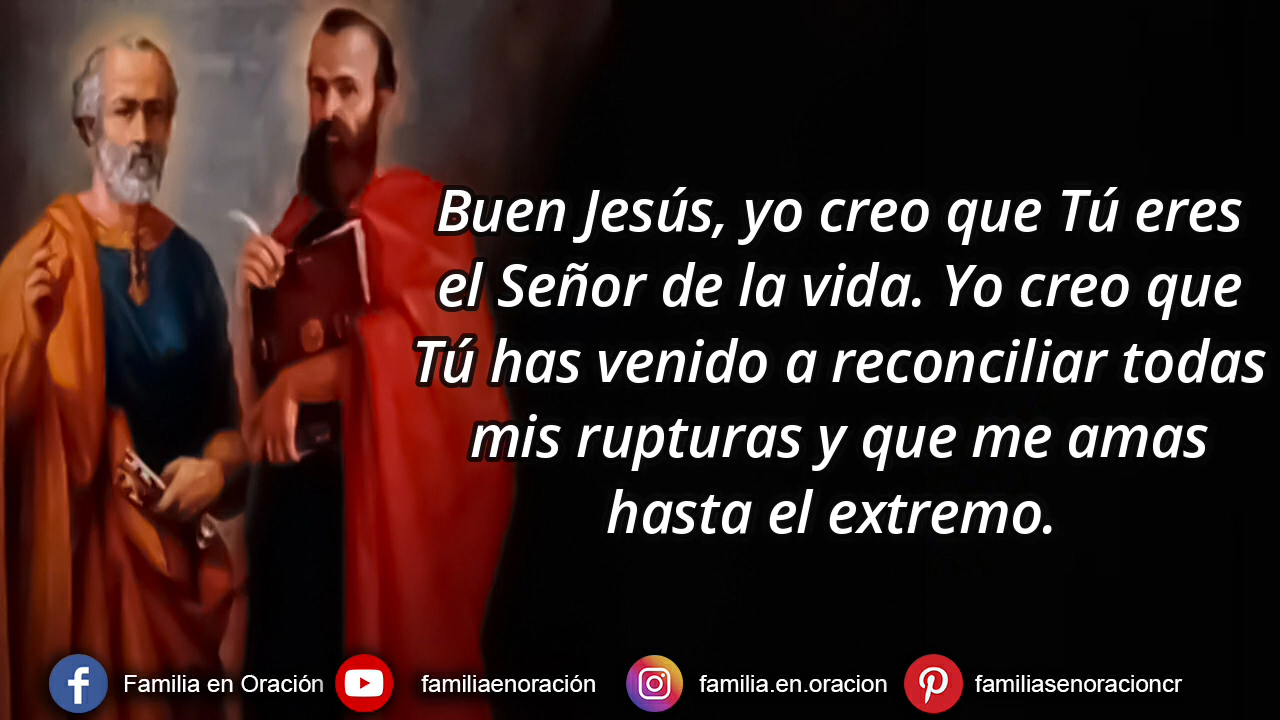 Buen Jesús, yo creo que Tú eres
el Señor de la vida. Yo creo que
Tú has venido a reconciliar todas
mis rupturas y que me amas
hasta el extremo.
Familia en Oración familiaenoración familia.en.oracion familiasenoracioncr